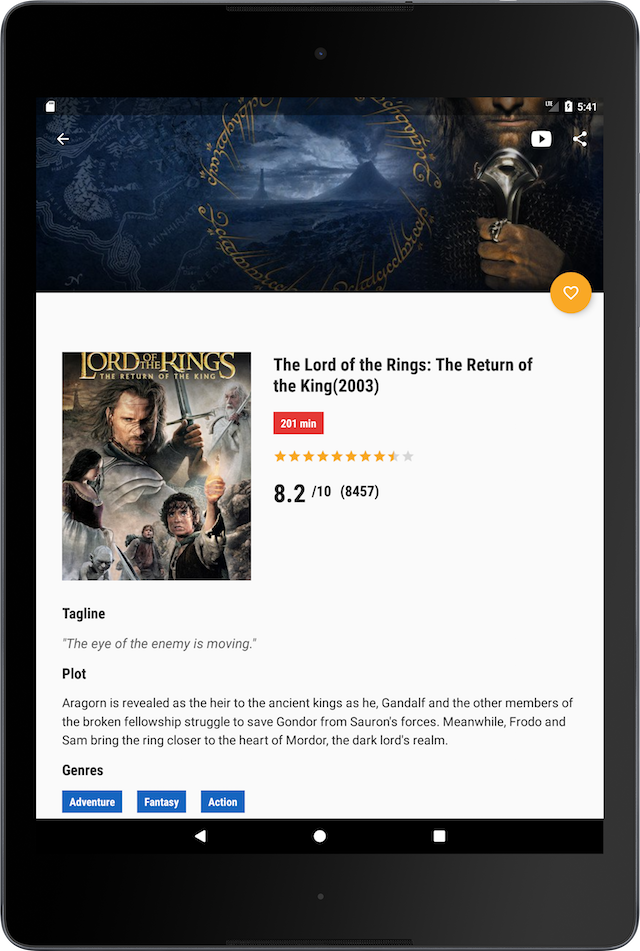 5:41
MINHIRIA
LORD OF THE RINGS
THE RETURN OF THE KING
The Lord of the Rings: The Return of
the King(2003)
201 min
8.2 /10 (8457)
Tagline
"The eye of the enemy is moving."
Plot
Aragorn is revealed as the heir to the ancient kings as he, Gandalf and the other members of
the broken fellowship struggle to save Gondor from Sauron's forces. Meanwhile, Frodo and
Sam bring the ring closer to the heart of Mordor, the dark lord's realm.
Genres
Adventure Fantasy Action